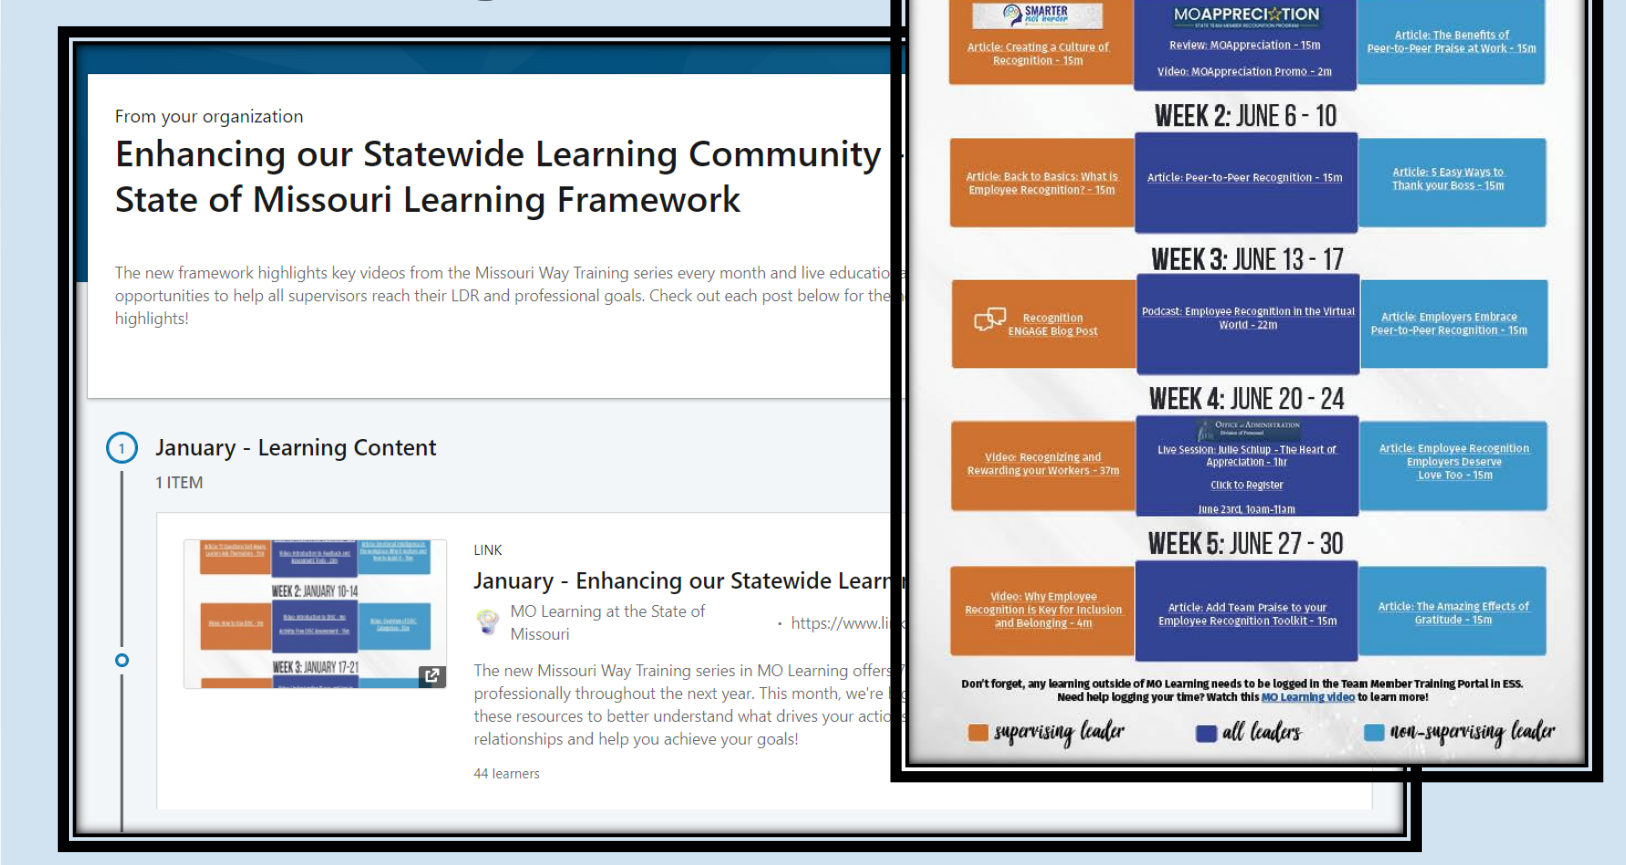 From your organization
Enhancing our Statewide Learning Community -
State of Missouri Learning Framework
The new framework highlights key videos from the Missouri Way Training series every month and live educationa
opportunities to help all supervisors reach their LDR and professional goals. Check out each post below for the
highlights!
1
January - Learning Content
1 ITEM
WEEK 2: JANUARY 10-14
WEEK 3: JANUARY 17-21
LINK
January - Enhancing our Statewide Learn
MO Learning at the State of
Missouri
• https://www.li
The new Missouri Way Training series in MO Learning offers
professionally throughout the next year. This month, we're
these resources to better understand what drives your actio
relationships and help you achieve your goals!
44 learners
SMARTER
not harder
Article: Creating a Culture of
Recognition - 15m
MOAPPRECIATION
STATE TEAM MEMBER RECOGNITION PROGRAM
Review: MOAppreciation - 15m
Video: MOAppreciation Promo - 2m
Article: The Benefits of
Peer-to-Peer Praise at Work - 15m
WEEK 2: JUNE 6 - 10
Article: Back to Basics: What is
Employee Recognition? - 15m
Article: Peer-to-Peer Recognition - 15m
Article: 5 Easy Ways to
Thank your Boss - 15m
WEEK 3: JUNE 13 - 17
Recognition
ENGAGE Blog Post
Podcast: Employee Recognition in the Virtual
World - 22m
Article: Employers Embrace
Peer-to-Peer Recognition - 15m
WEEK 4: JUNE 20 - 24
Video: Recognizing and
Rewarding your Workers - 37m
OFFICE of ADMINISTRATION
Division of Personnel
Live Session: Julie Schlup - The Heart of
Appreciation - 1hr
Click to Register
June 23rd, 10am-11am
Article: Employee Recognition
Employers Deserve
Love Too - 15m
WEEK 5: JUNE 27 - 30
Video: Why Employee
Recognition is Key for Inclusion
and Belonging - 4m
Article: Add Team Praise to your
Employee Recognition Toolkit - 15m
Article: The Amazing Effects of
Gratitude - 15m
Don't forget, any learning outside of MO Learning needs to be logged in the Team Member Training Portal in ESS.
Need help logging your time? Watch this MO Learning video to learn more!
supervising leader
all leaders
non-supervising leader